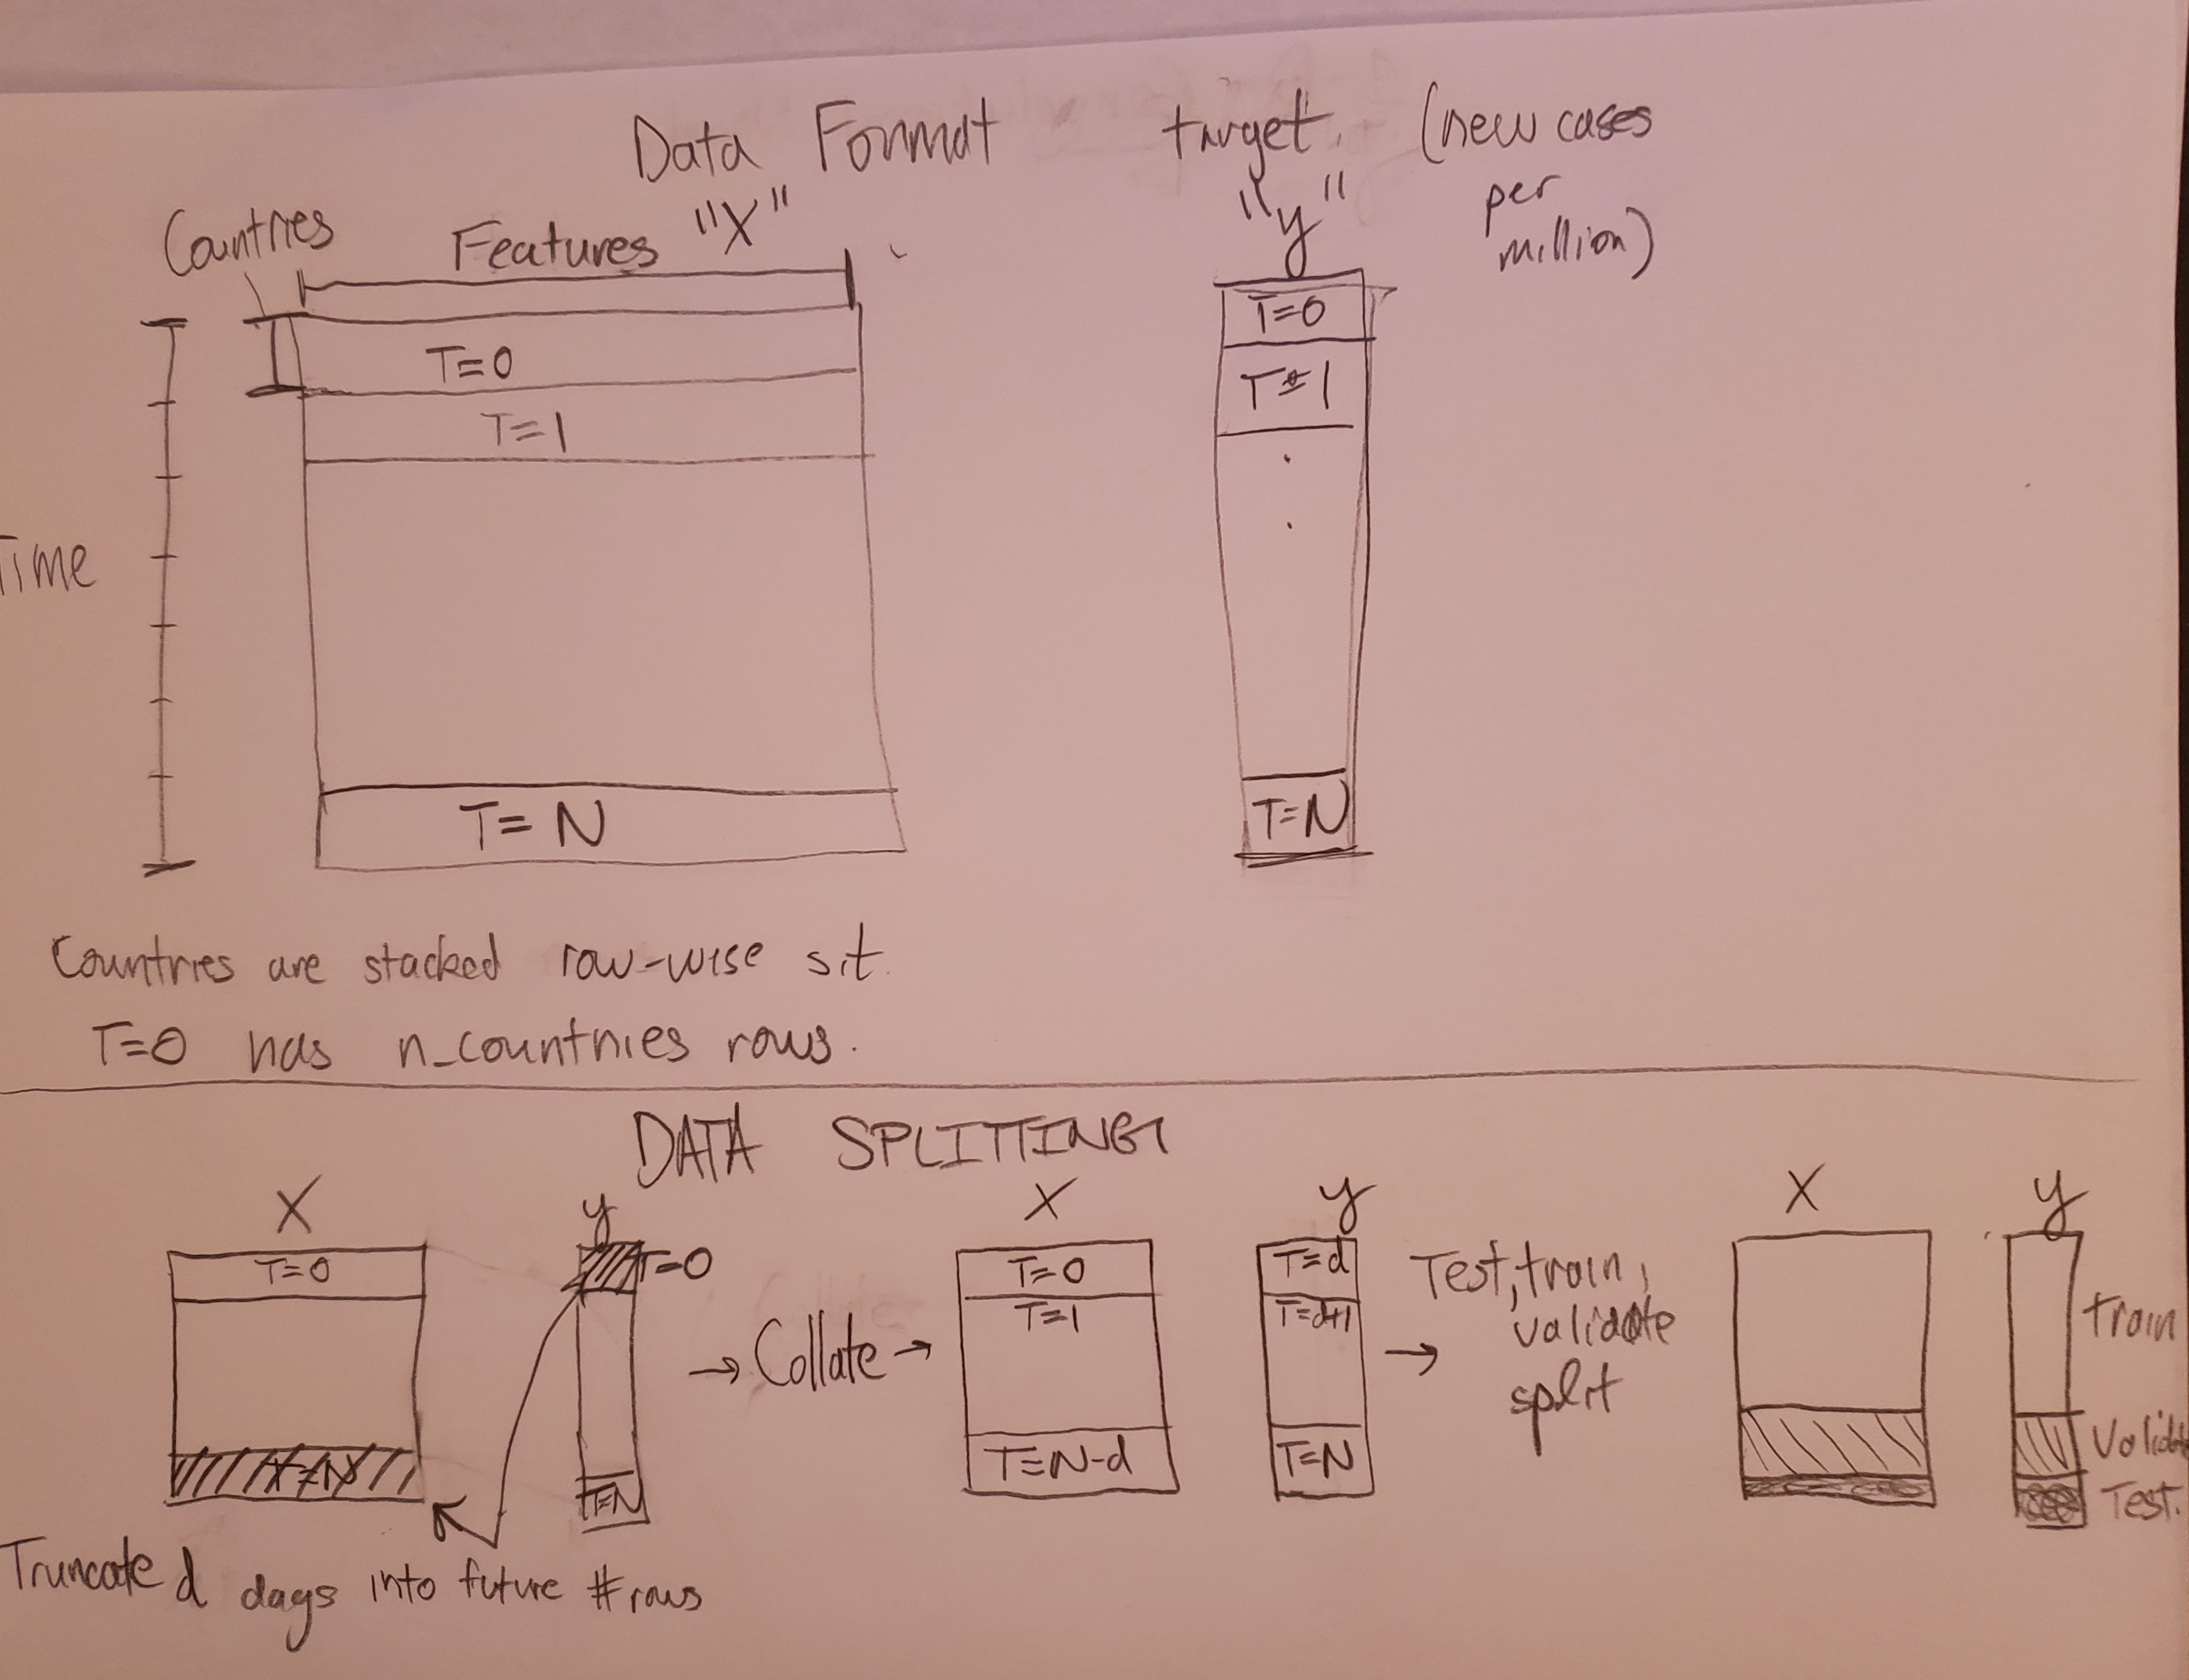 Data Format
target. (new cases
per
million)
Countries
Features "X"
"y"
T=0
T=1
T=N
T=0
T=1
T=N
Time
Countries are stacked row-wise s.t.
T=0 has n_countries rows.
DATA SPLITTING
X
y
T=0
T=0
T=N
T=N
Truncate d days into future # rows
→ Collate →
X
y
T=0
T=1
T=N-d
T=d
T=d+1
T=N
Test, train,
validate
split
→
X
y
train
Valida
Test.